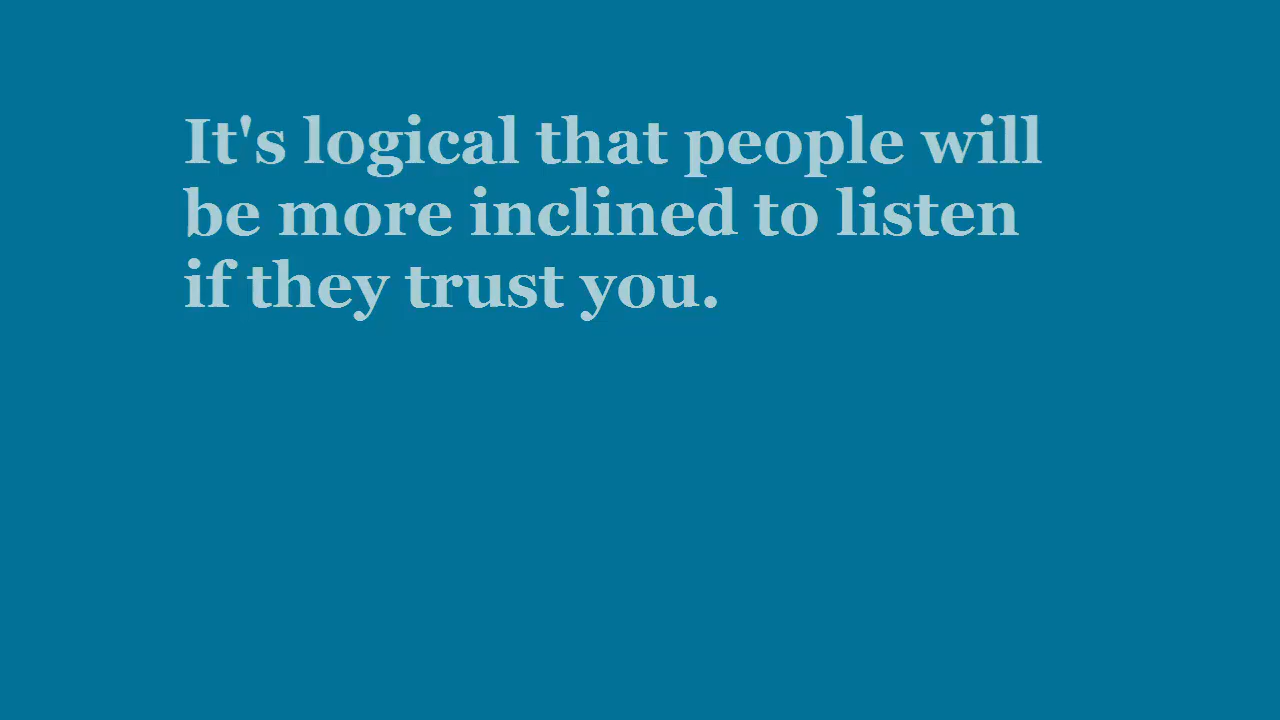 It's logical that people will
be more inclined to listen
if they trust you.